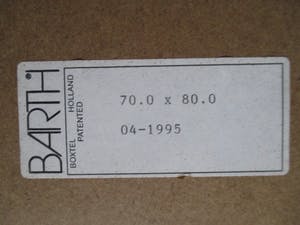 BARTH®
BOXTEL HOLLAND
PATENTED
70.0 x 80.0
04-1995